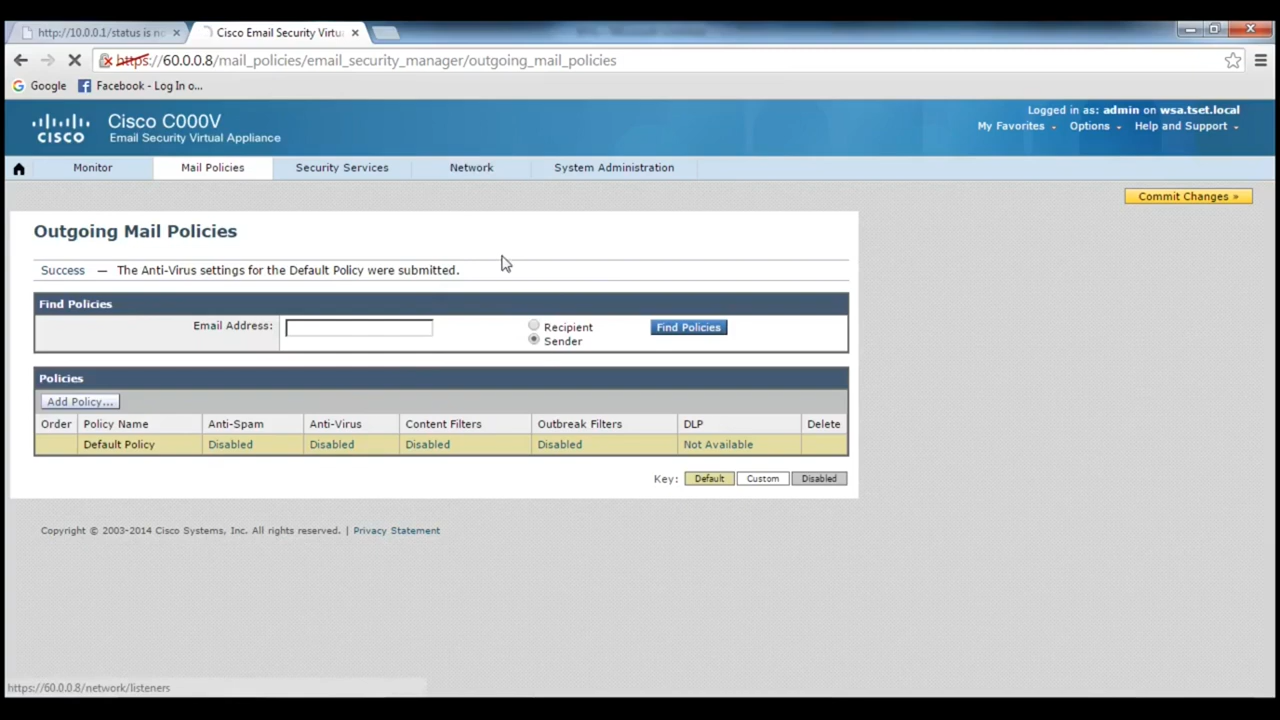 http://10.0.0.1/status is no
Cisco Email Security Virtu
https://60.0.0.8/mail_policies/email_security_manager/outgoing_mail_policies
Google
Facebook - Log In o...
CISCO
Cisco C000V
Email Security Virtual Appliance
Logged in as: admin on wsa.tset.local
My Favorites Options Help and Support
Monitor Mail Policies Security Services Network System Administration
Commit Changes »
Outgoing Mail Policies
Success — The Anti-Virus settings for the Default Policy were submitted.
Find Policies
Email Address:
Recipient
Sender
Find Policies
Policies
Add Policy...
Order Policy Name Anti-Spam Anti-Virus Content Filters Outbreak Filters DLP Delete
Default Policy Disabled Disabled Disabled Disabled Not Available
Key: Default Custom Disabled
Copyright © 2003-2014 Cisco Systems, Inc. All rights reserved. | Privacy Statement
https://60.0.0.8/network/listeners